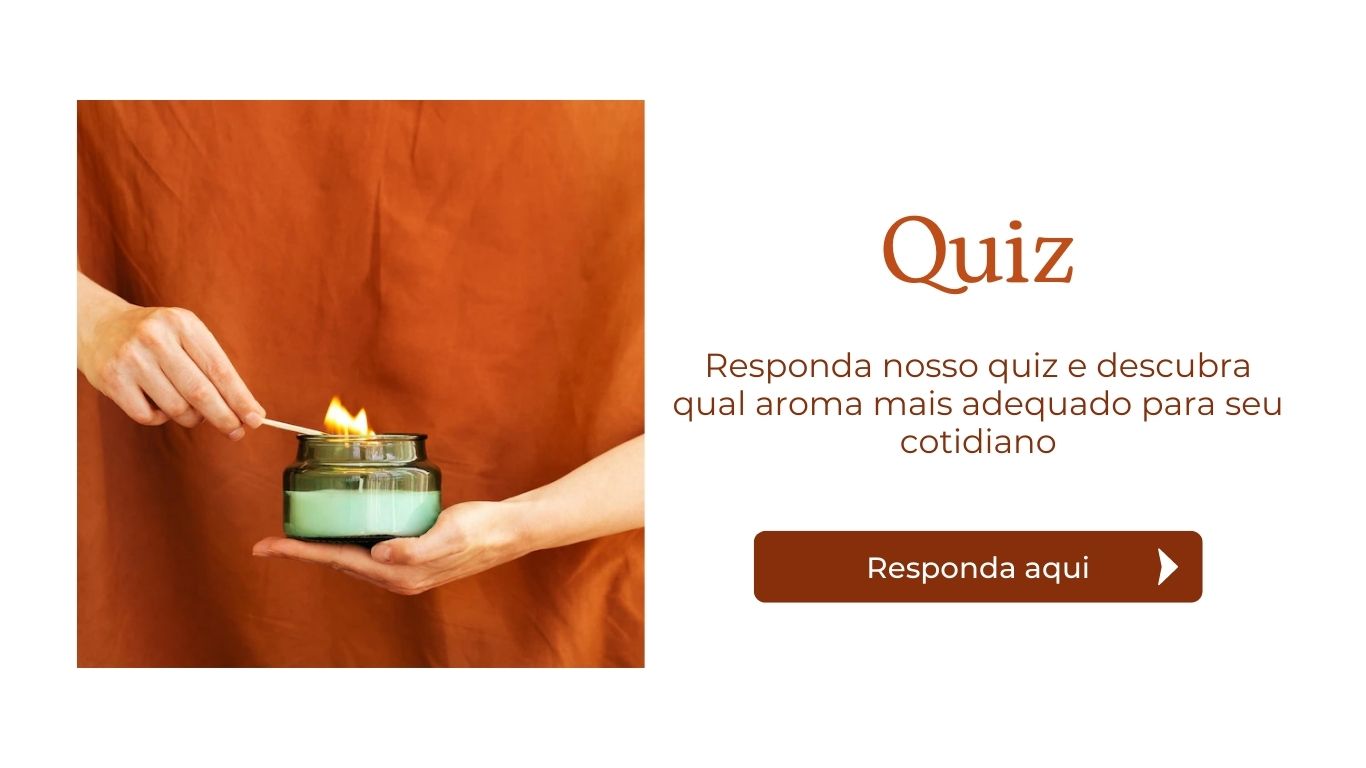 Quiz
Responda nosso quiz e descubra
qual aroma mais adequado para seu
cotidiano
Responda aqui